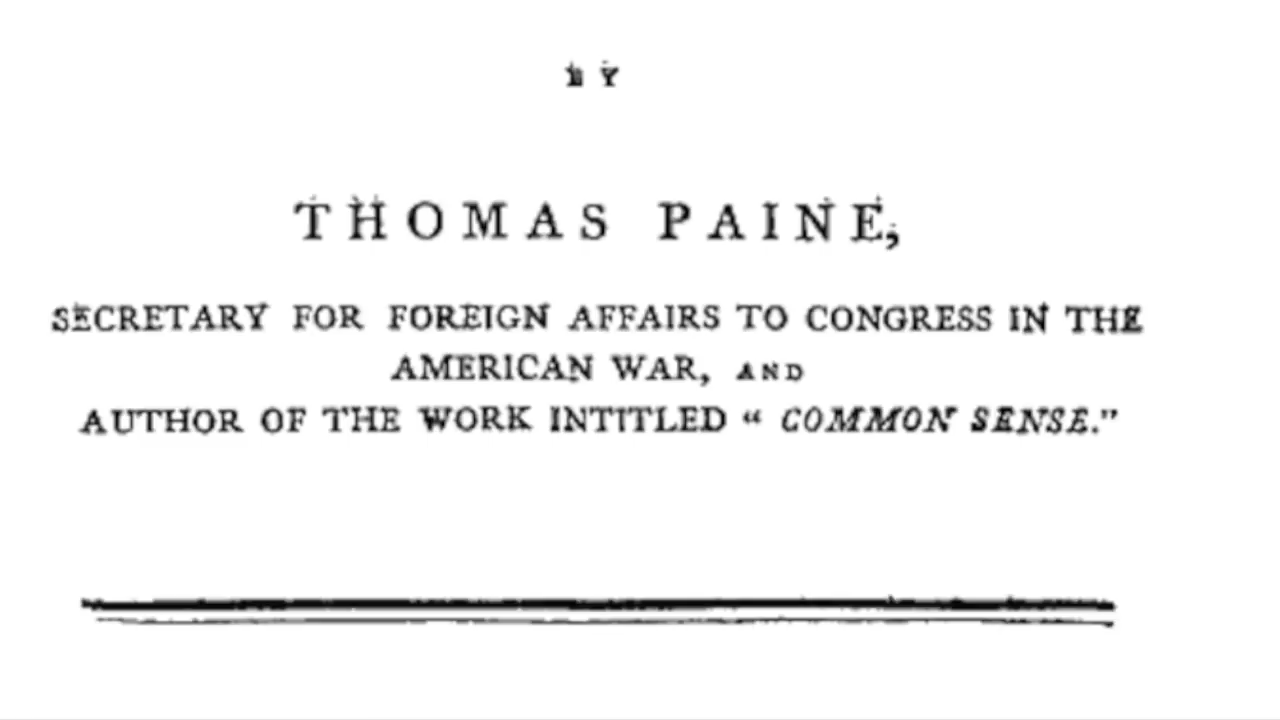 BY
THOMAS PAINE,
SECRETARY FOR FOREIGN AFFAIRS TO CONGRESS IN THE
AMERICAN WAR, AND
AUTHOR OF THE WORK INTITLED “ COMMON SENSE.”